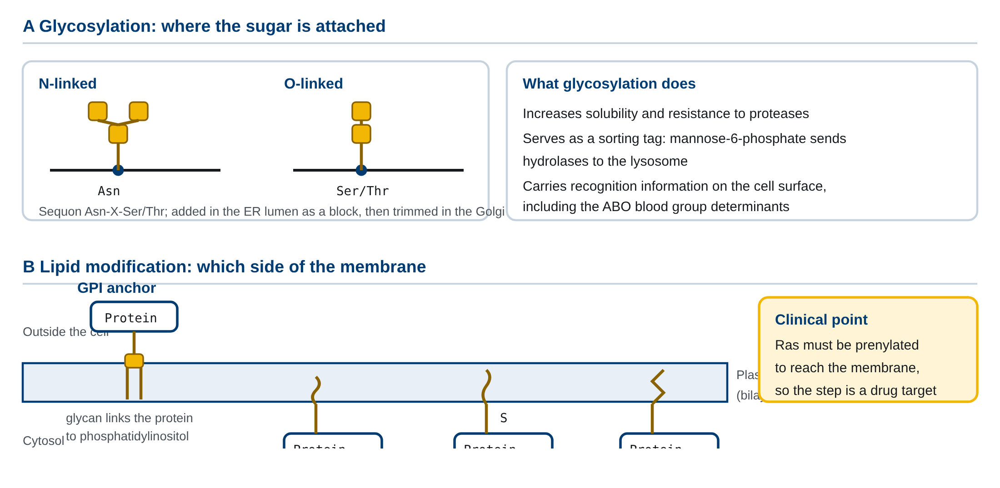 A Glycosylation: where the sugar is attached
N-linked
O-linked
Asn
Ser/Thr
Sequon Asn-X-Ser/Thr; added in the ER lumen as a block, then trimmed in the Golgi
What glycosylation does
Increases solubility and resistance to proteases
Serves as a sorting tag: mannose-6-phosphate sends
hydrolases to the lysosome
Carries recognition information on the cell surface,
including the ABO blood group determinants
B Lipid modification: which side of the membrane
GPI anchor
Protein
Outside the cell
Clinical point
Ras must be prenylated
to reach the membrane,
so the step is a drug target
S
glycan links the protein
to phosphatidylinositol
Cytosol
Protein
Protein
Protein